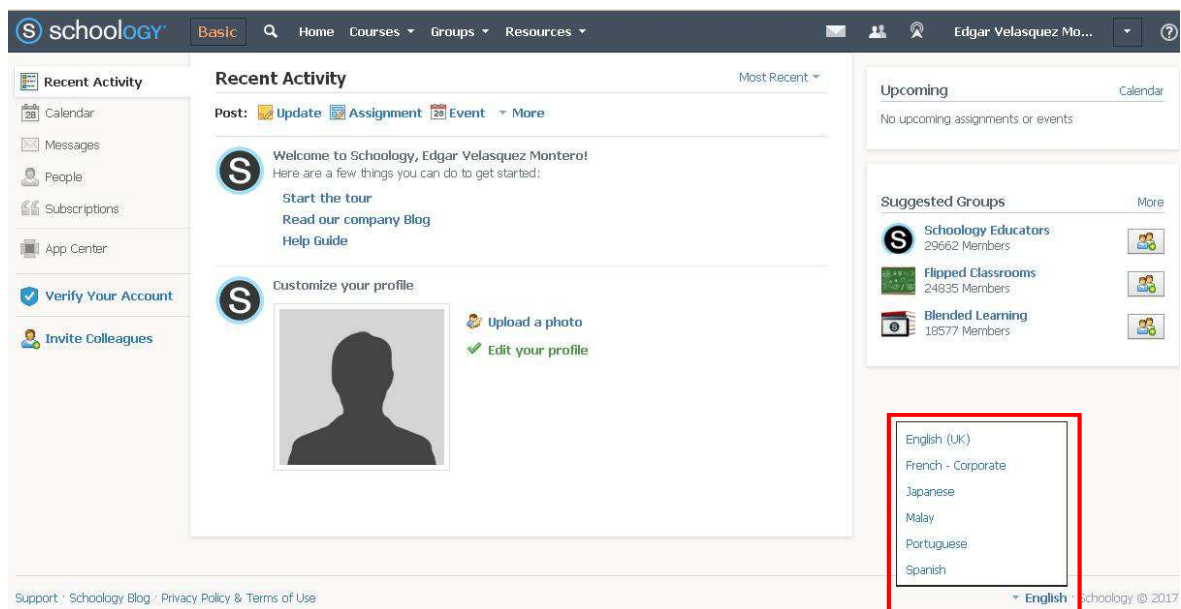 S schoology Basic Home Courses Groups Resources Edgar Velasquez Mo...
Recent Activity
Calendar
Messages
People
Subscriptions
App Center
Verify Your Account
Invite Colleagues
Recent Activity Most Recent
Post: Update Assignment Event More
Welcome to Schoology, Edgar Velasquez Montero!
Here are a few things you can do to get started:
Start the tour
Read our company Blog
Help Guide
Customize your profile
Upload a photo
Edit your profile
Upcoming Calendar
No upcoming assignments or events
Suggested Groups More
Schoology Educators
29662 Members
Flipped Classrooms
24835 Members
Blended Learning
18577 Members
English (UK)
French - Corporate
Japanese
Malay
Portuguese
Spanish
Support · Schoology Blog · Privacy Policy & Terms of Use English · Schoology © 2017